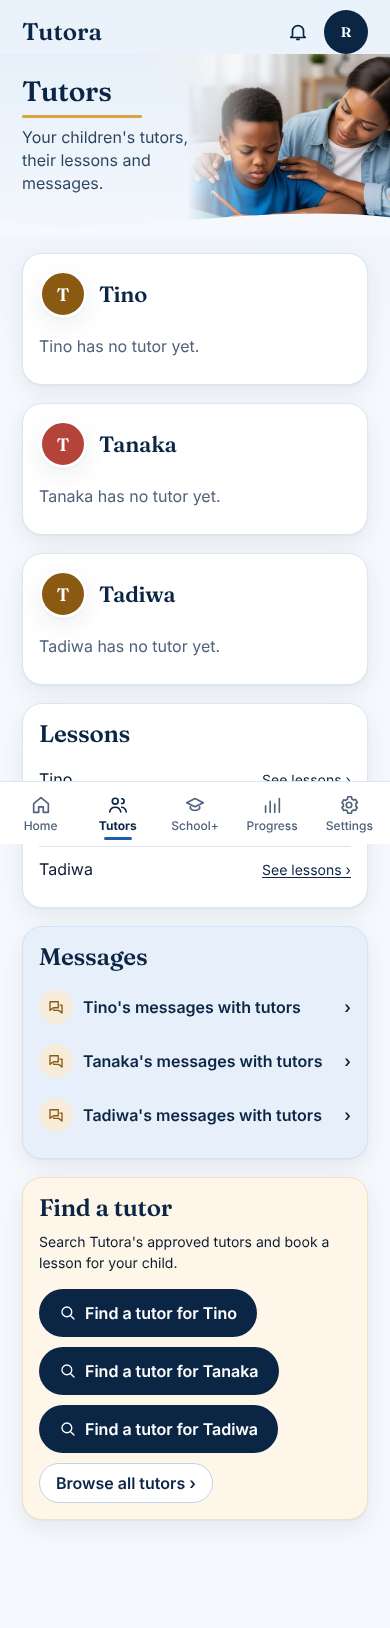 Tutora
R
Tutors
Your children's tutors,
their lessons and
messages.
T
Tino
Tino has no tutor yet.
T
Tanaka
Tanaka has no tutor yet.
T
Tadiwa
Tadiwa has no tutor yet.
Lessons
Tino See lessons ›
Home Tutors School+ Progress Settings
Tadiwa See lessons ›
Messages
Tino's messages with tutors ›
Tanaka's messages with tutors ›
Tadiwa's messages with tutors ›
Find a tutor
Search Tutora's approved tutors and book a
lesson for your child.
Find a tutor for Tino
Find a tutor for Tanaka
Find a tutor for Tadiwa
Browse all tutors ›